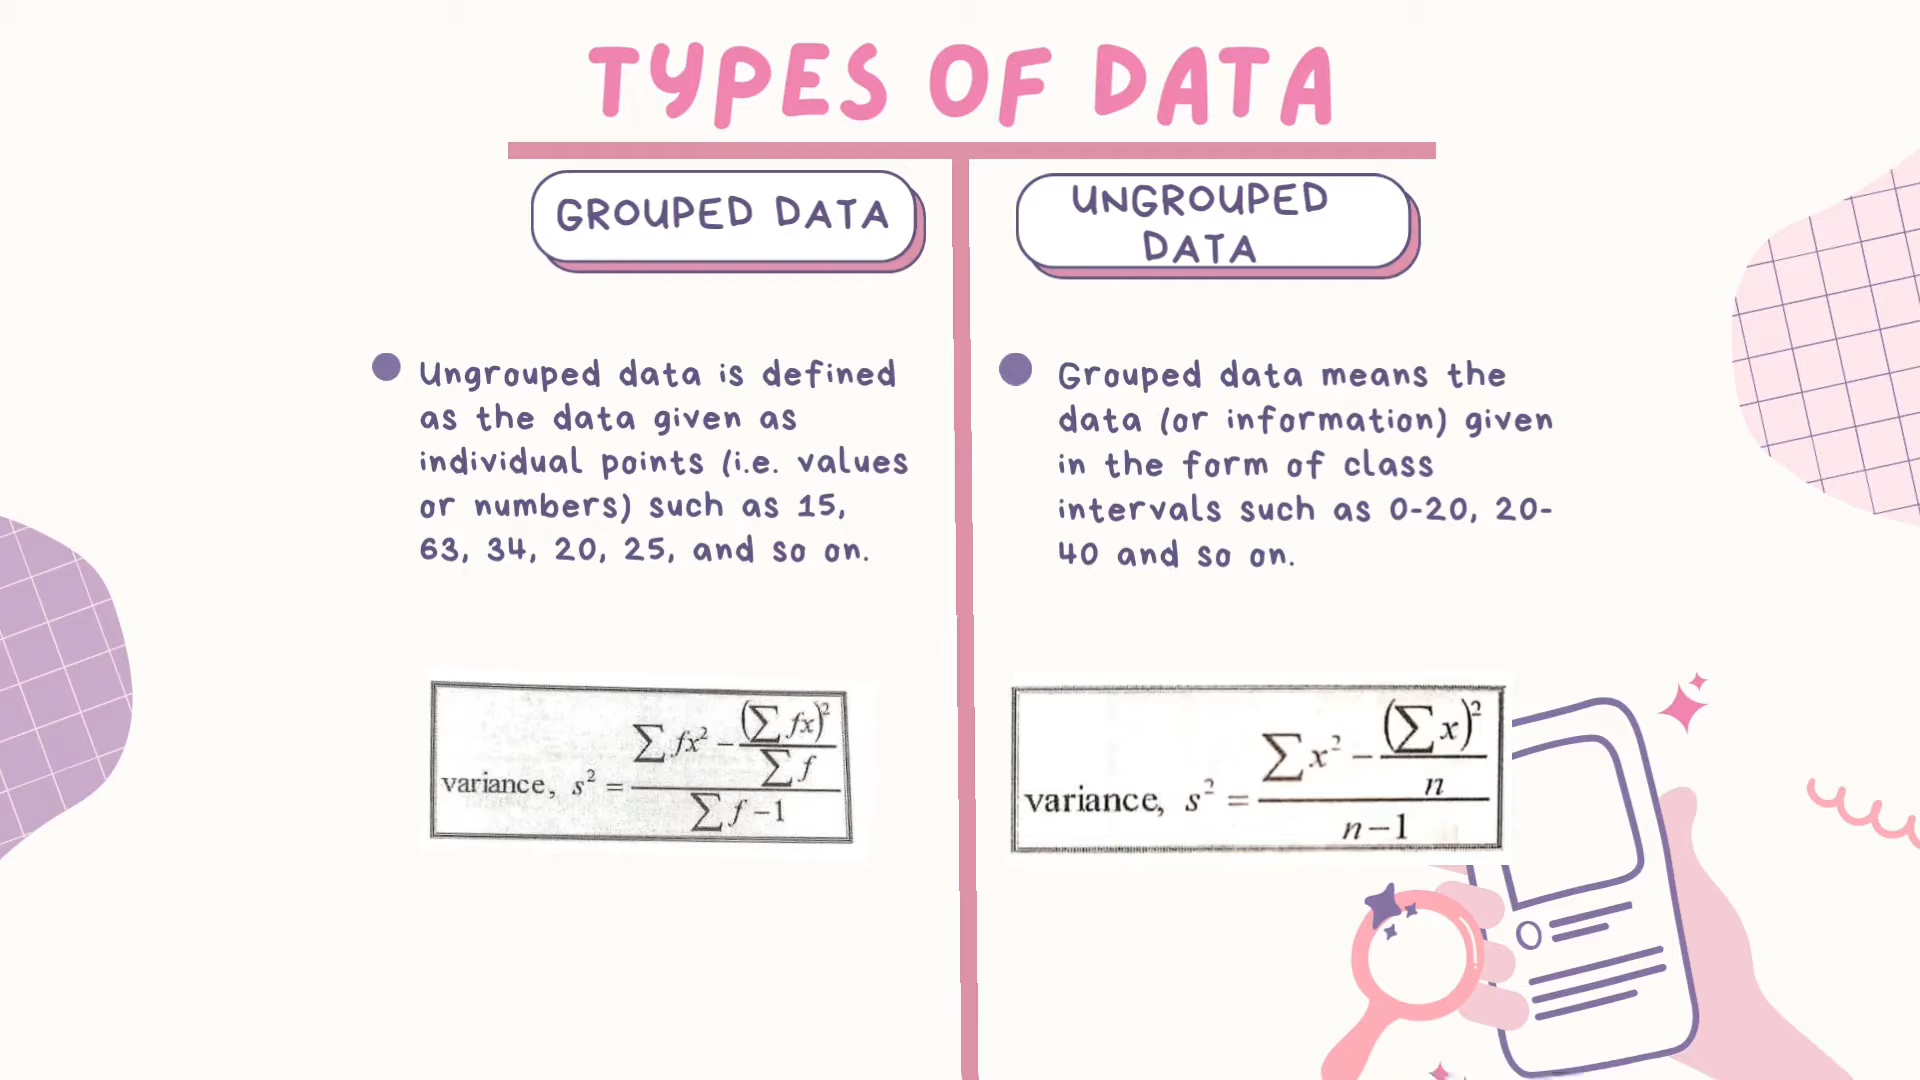 TYPES OF DATA
GROUPED DATA
Ungrouped data is defined
as the data given as
individual points (i.e. values
or numbers) such as 15,
63, 34, 20, 25, and so on.
variance, s² = (∑fx² − (∑fx)²/∑f) / (∑f − 1)
UNGROUPED
DATA
Grouped data means the
data (or information) given
in the form of class
intervals such as 0-20, 20-
40 and so on.
variance, s² = (∑x² − (∑x)²/n) / (n − 1)